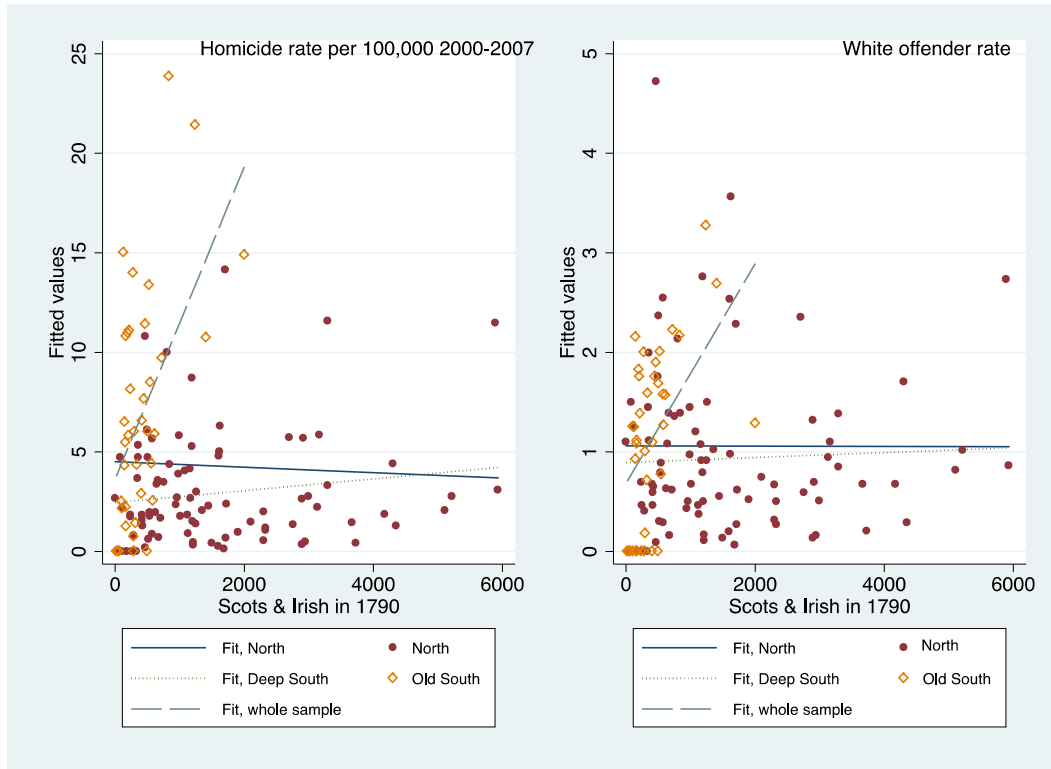 Homicide rate per 100,000 2000-2007
25
20
15
10
5
0
Fitted values
0 2000 4000 6000
Scots & Irish in 1790
Fit, North
North
Fit, Deep South
Old South
Fit, whole sample
White offender rate
5
4
3
2
1
0
Fitted values
0 2000 4000 6000
Scots & Irish in 1790
Fit, North
North
Fit, Deep South
Old South
Fit, whole sample